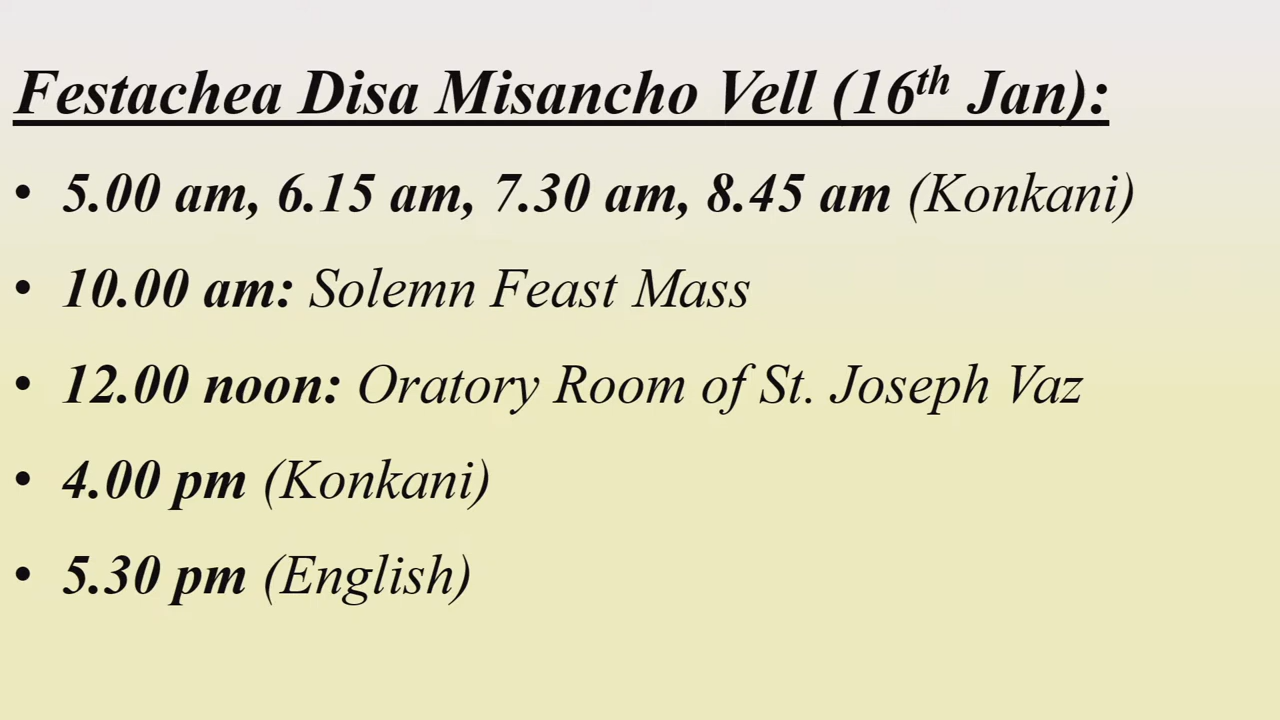 Festachea Disa Misancho Vell (16th Jan):
• 5.00 am, 6.15 am, 7.30 am, 8.45 am (Konkani)
• 10.00 am: Solemn Feast Mass
• 12.00 noon: Oratory Room of St. Joseph Vaz
• 4.00 pm (Konkani)
• 5.30 pm (English)